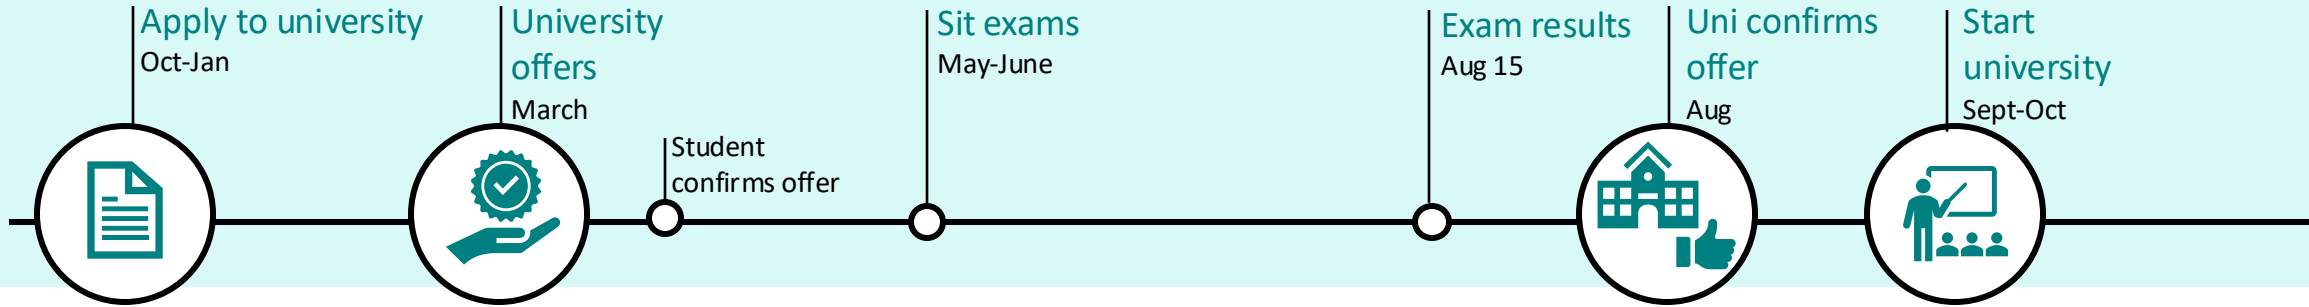 Apply to university
Oct-Jan
University
offers
March
Student
confirms offer
Sit exams
May-June
Exam results
Aug 15
Uni confirms
offer
Aug
Start
university
Sept-Oct